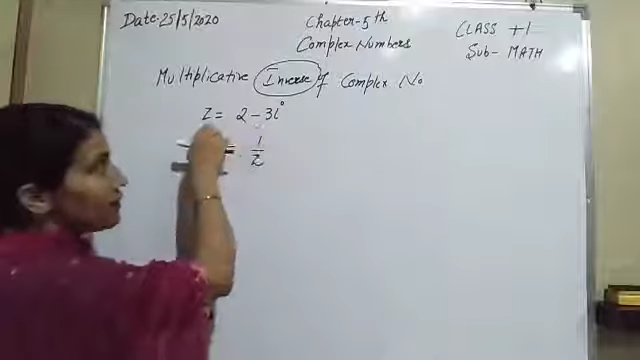 Date:-25/5/2020
Chapter-5th
CLASS +1
Complex Numbers
Sub- MATH
Multiplicative Inverse of Complex No
Z = 2 - 3i
= 1/Z